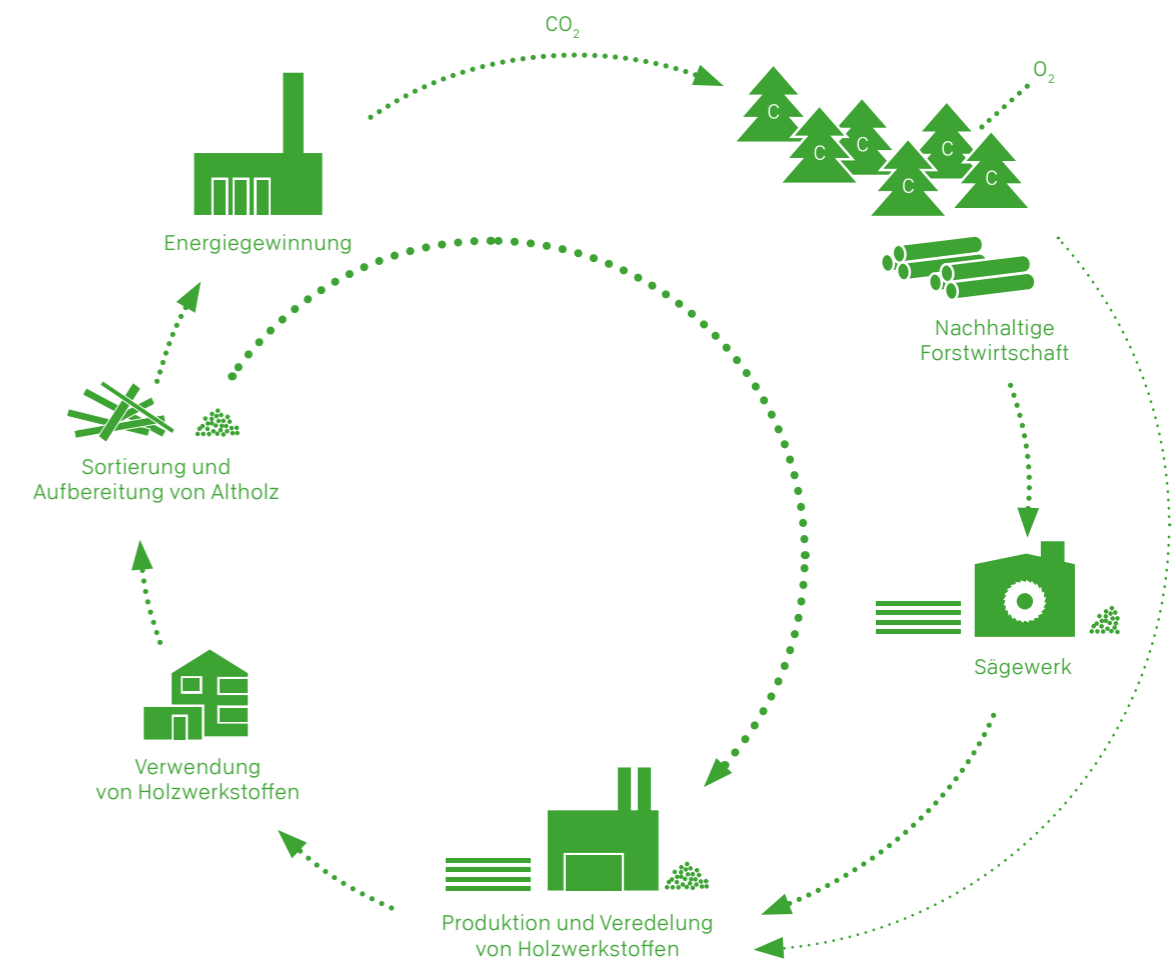 CO₂
O₂
C
C
C
C
C
C
Energiegewinnung
Nachhaltige
Forstwirtschaft
Sortierung und
Aufbereitung von Altholz
Sägewerk
Verwendung
von Holzwerkstoffen
Produktion und Veredelung
von Holzwerkstoffen